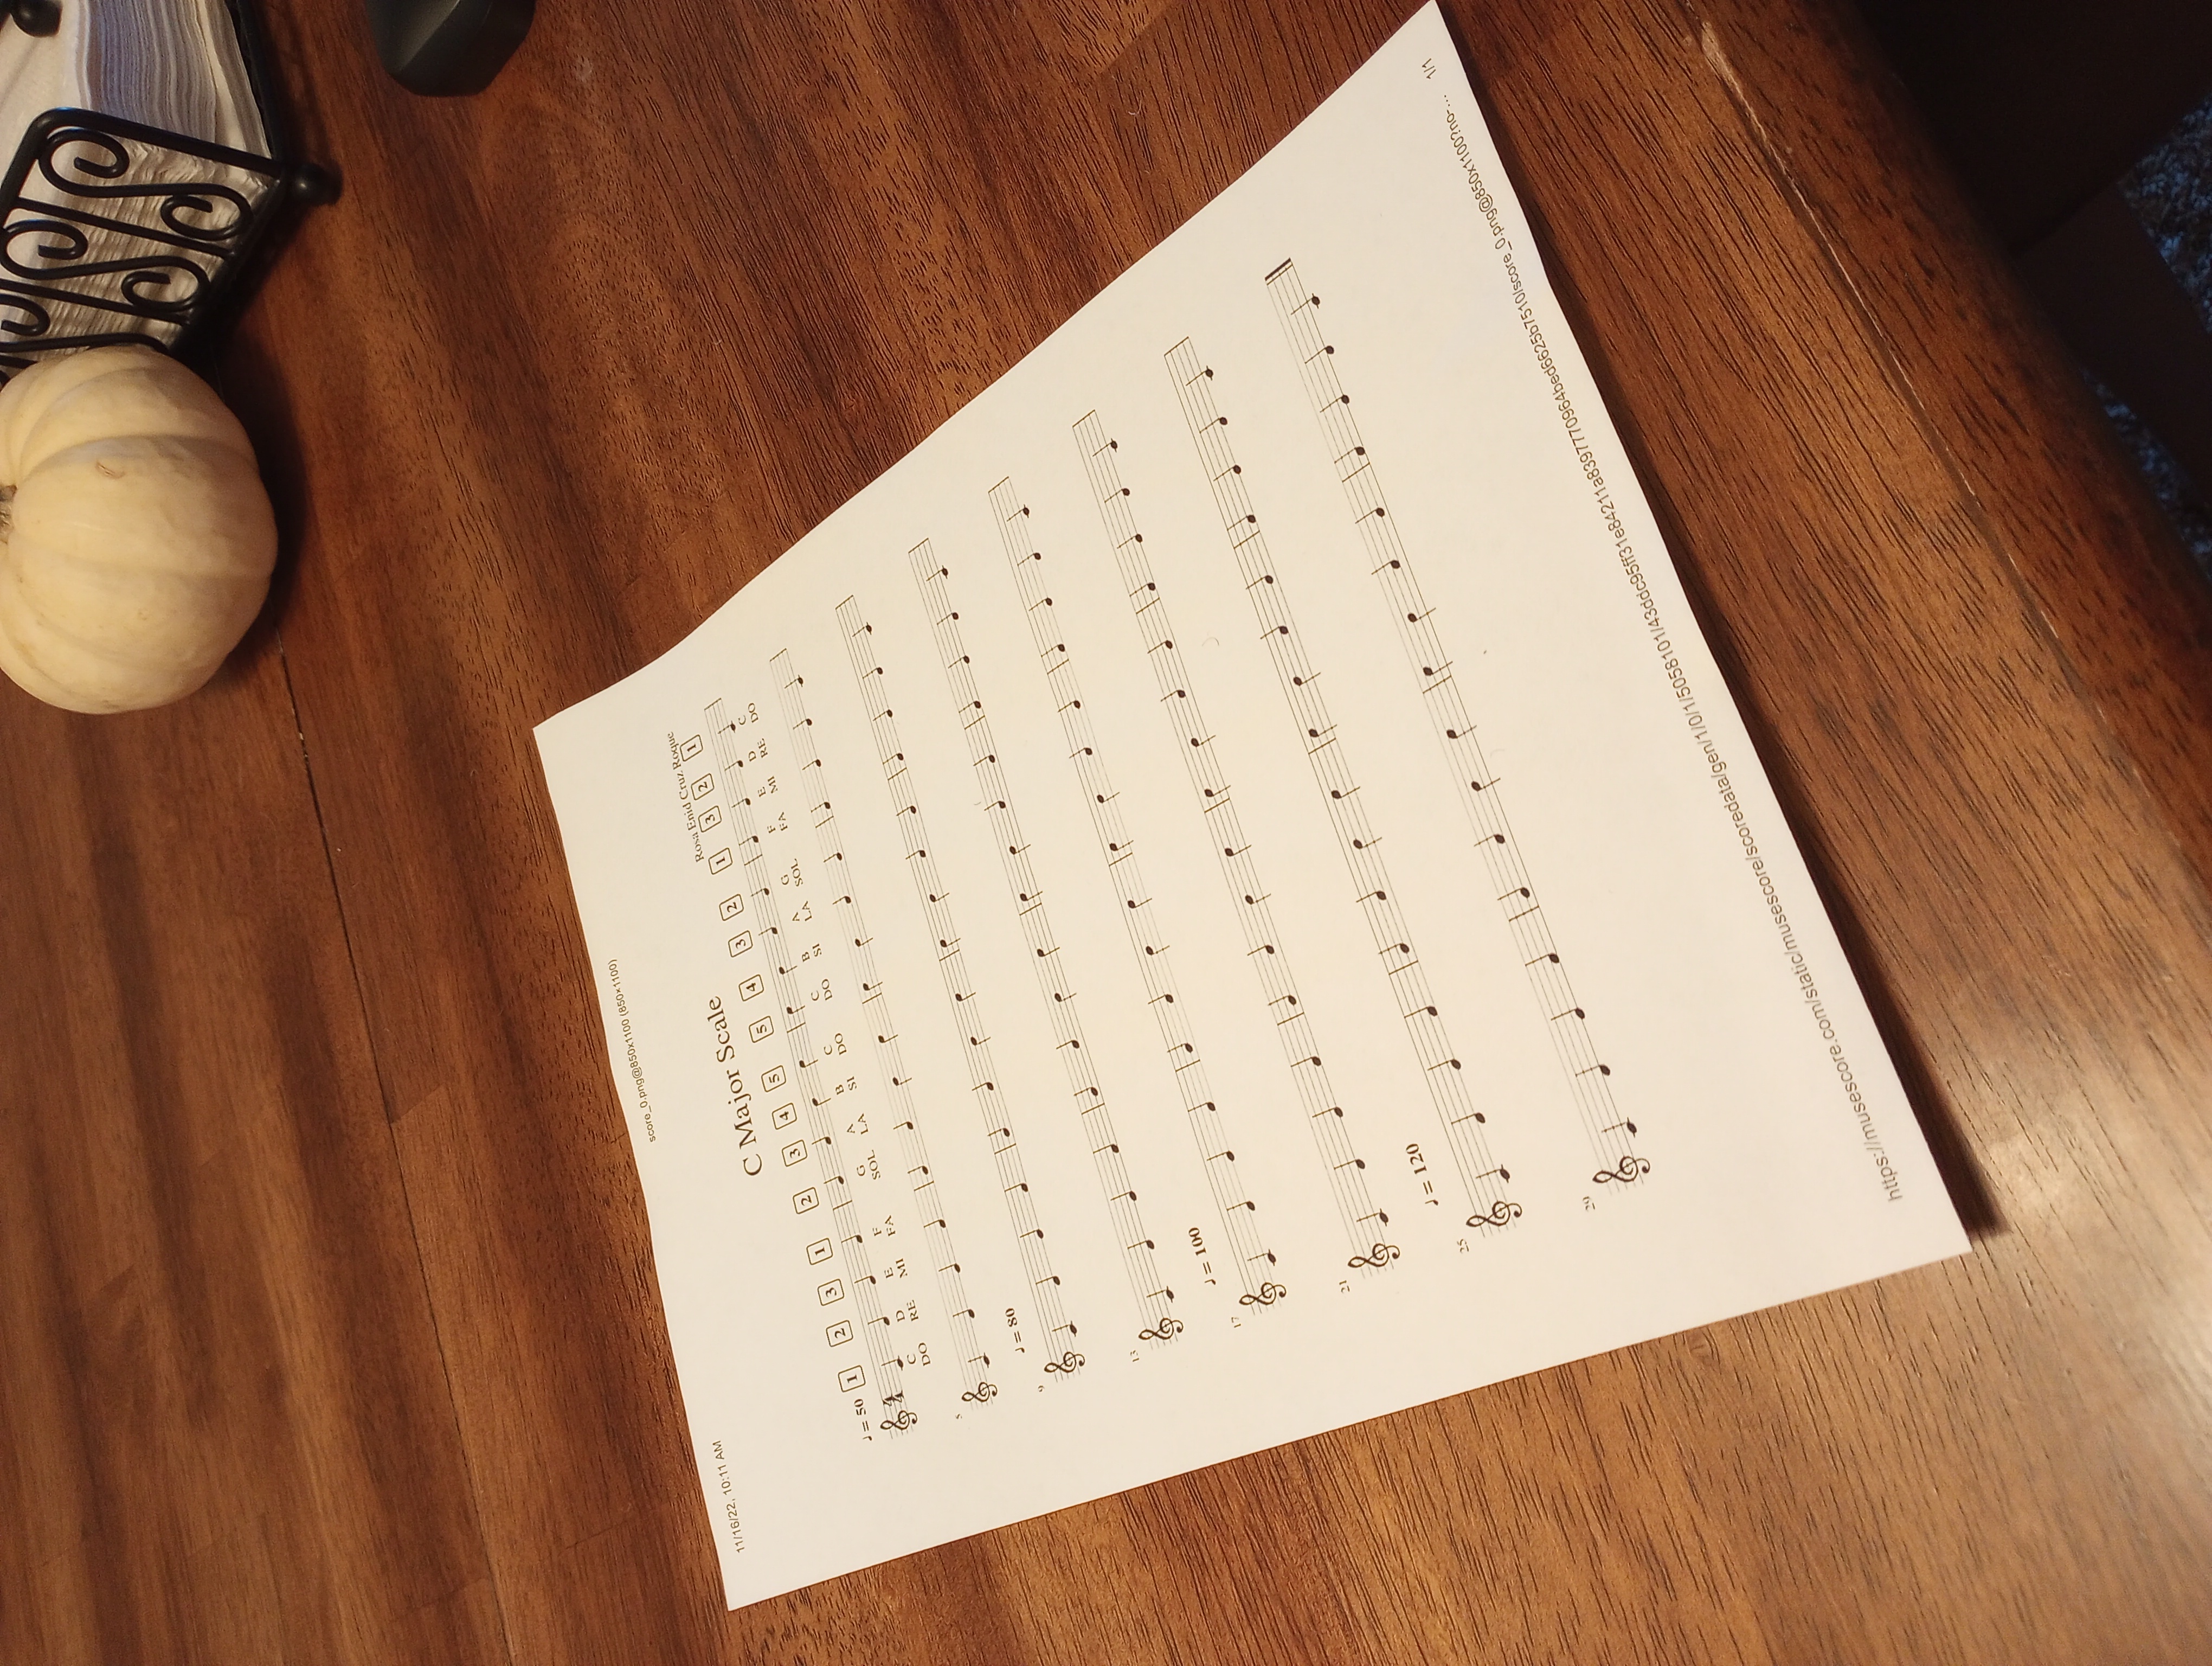 11/16/22, 10:11 AM
score_0.png@850x1100 (850×1100)
C Major Scale
Rosa Enid Cruz Roque
♩ = 50
1 2 3 1 2 3 4 5 5 4 3 2 1 3 2 1
4
4
C D E F G A B C C B A G F E D C
DO RE MI FA SOL LA SI DO DO SI LA SOL FA MI RE DO
5
♩ = 80
9
13
♩ = 100
17
21
♩ = 120
25
29
https://musescore.com/static/musescore/scoredata/gen/1/0/1/5058101/43ddc95ff31e84211a8397770964bed6625b7510/score_0.png@850x1100?no-... 1/1